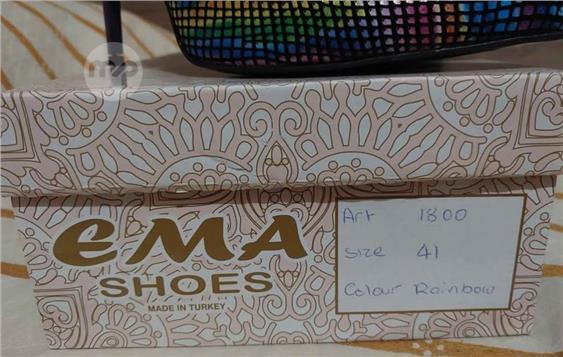 eMA
SHOES
MADE IN TURKEY
Art 1800
Size 41
Colour Rainbow